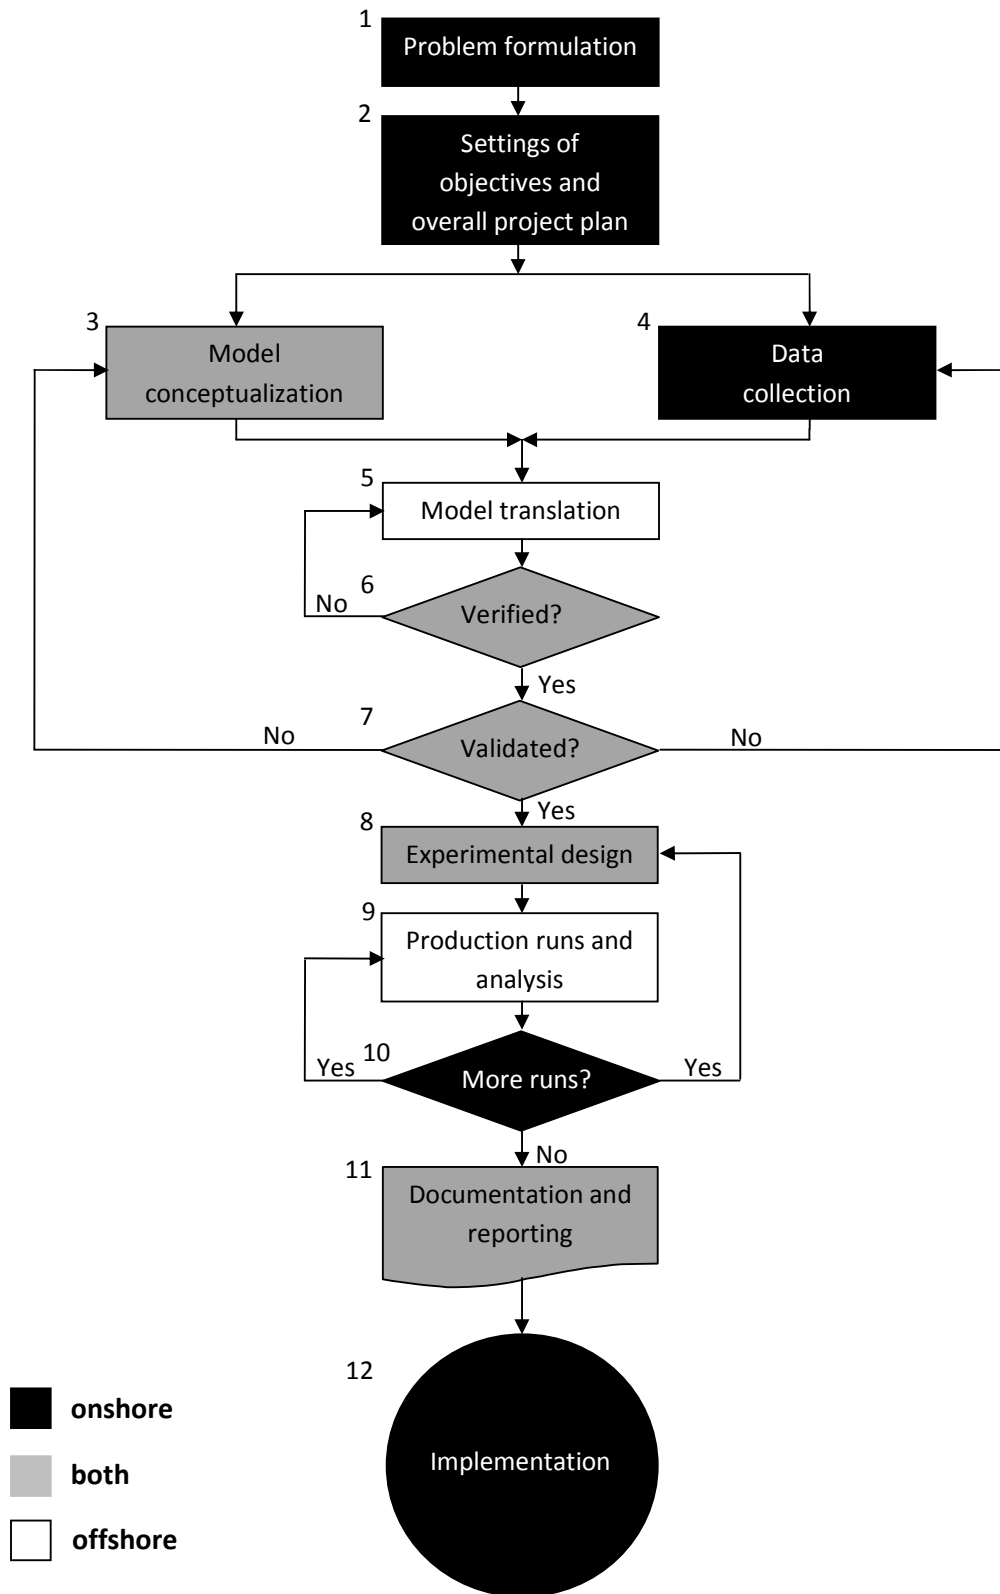 1
Problem formulation
2
Settings of
objectives and
overall project plan
3
Model
conceptualization
4
Data
collection
5
Model translation
6
No
Verified?
Yes
7
No
Validated?
No
Yes
8
Experimental design
9
Production runs and
analysis
10
Yes
More runs?
Yes
No
11
Documentation and
reporting
12
Implementation
onshore
both
offshore